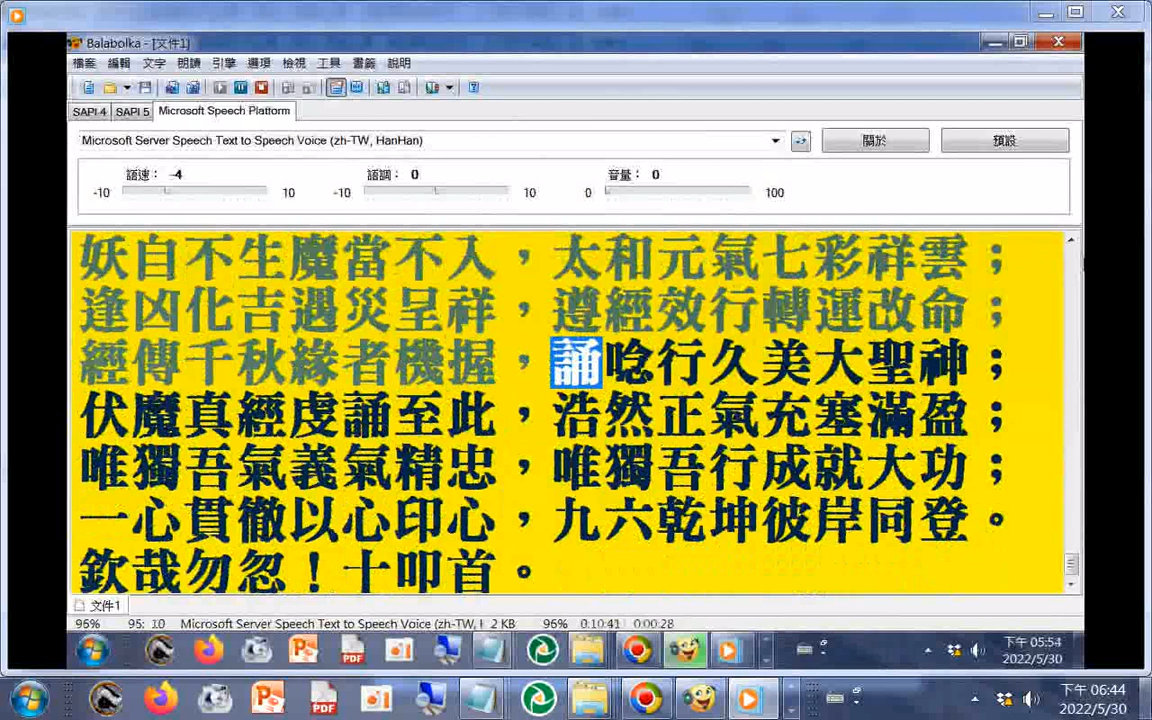 Balabolka - [文件1]
檔案 編輯 文字 朗讀 引擎 選項 檢視 工具 書籤 說明
SAPI 4 SAPI 5 Microsoft Speech Platform
Microsoft Server Speech Text to Speech Voice (zh-TW, HanHan) 關於 預設
語速： -4 語調： 0 音量： 0
-10 10 -10 10 0 100
妖自不生魔當不入，太和元氣七彩祥雲；
逢凶化吉遇災呈祥，遵經效行轉運改命；
經傳千秋緣者機握，誦唸行久美大聖神；
伏魔真經虔誦至此，浩然正氣充塞滿盈；
唯獨吾氣義氣精忠，唯獨吾行成就大功；
一心貫徹以心印心，九六乾坤彼岸同登。
欽哉勿忽！十叩首。
文件1
96% 95: 10 Microsoft Server Speech Text to Speech Voice (zh-TW, H 2 KB 96% 0:10:41 0:00:28
下午 05:54
2022/5/30
下午 06:44
2022/5/30